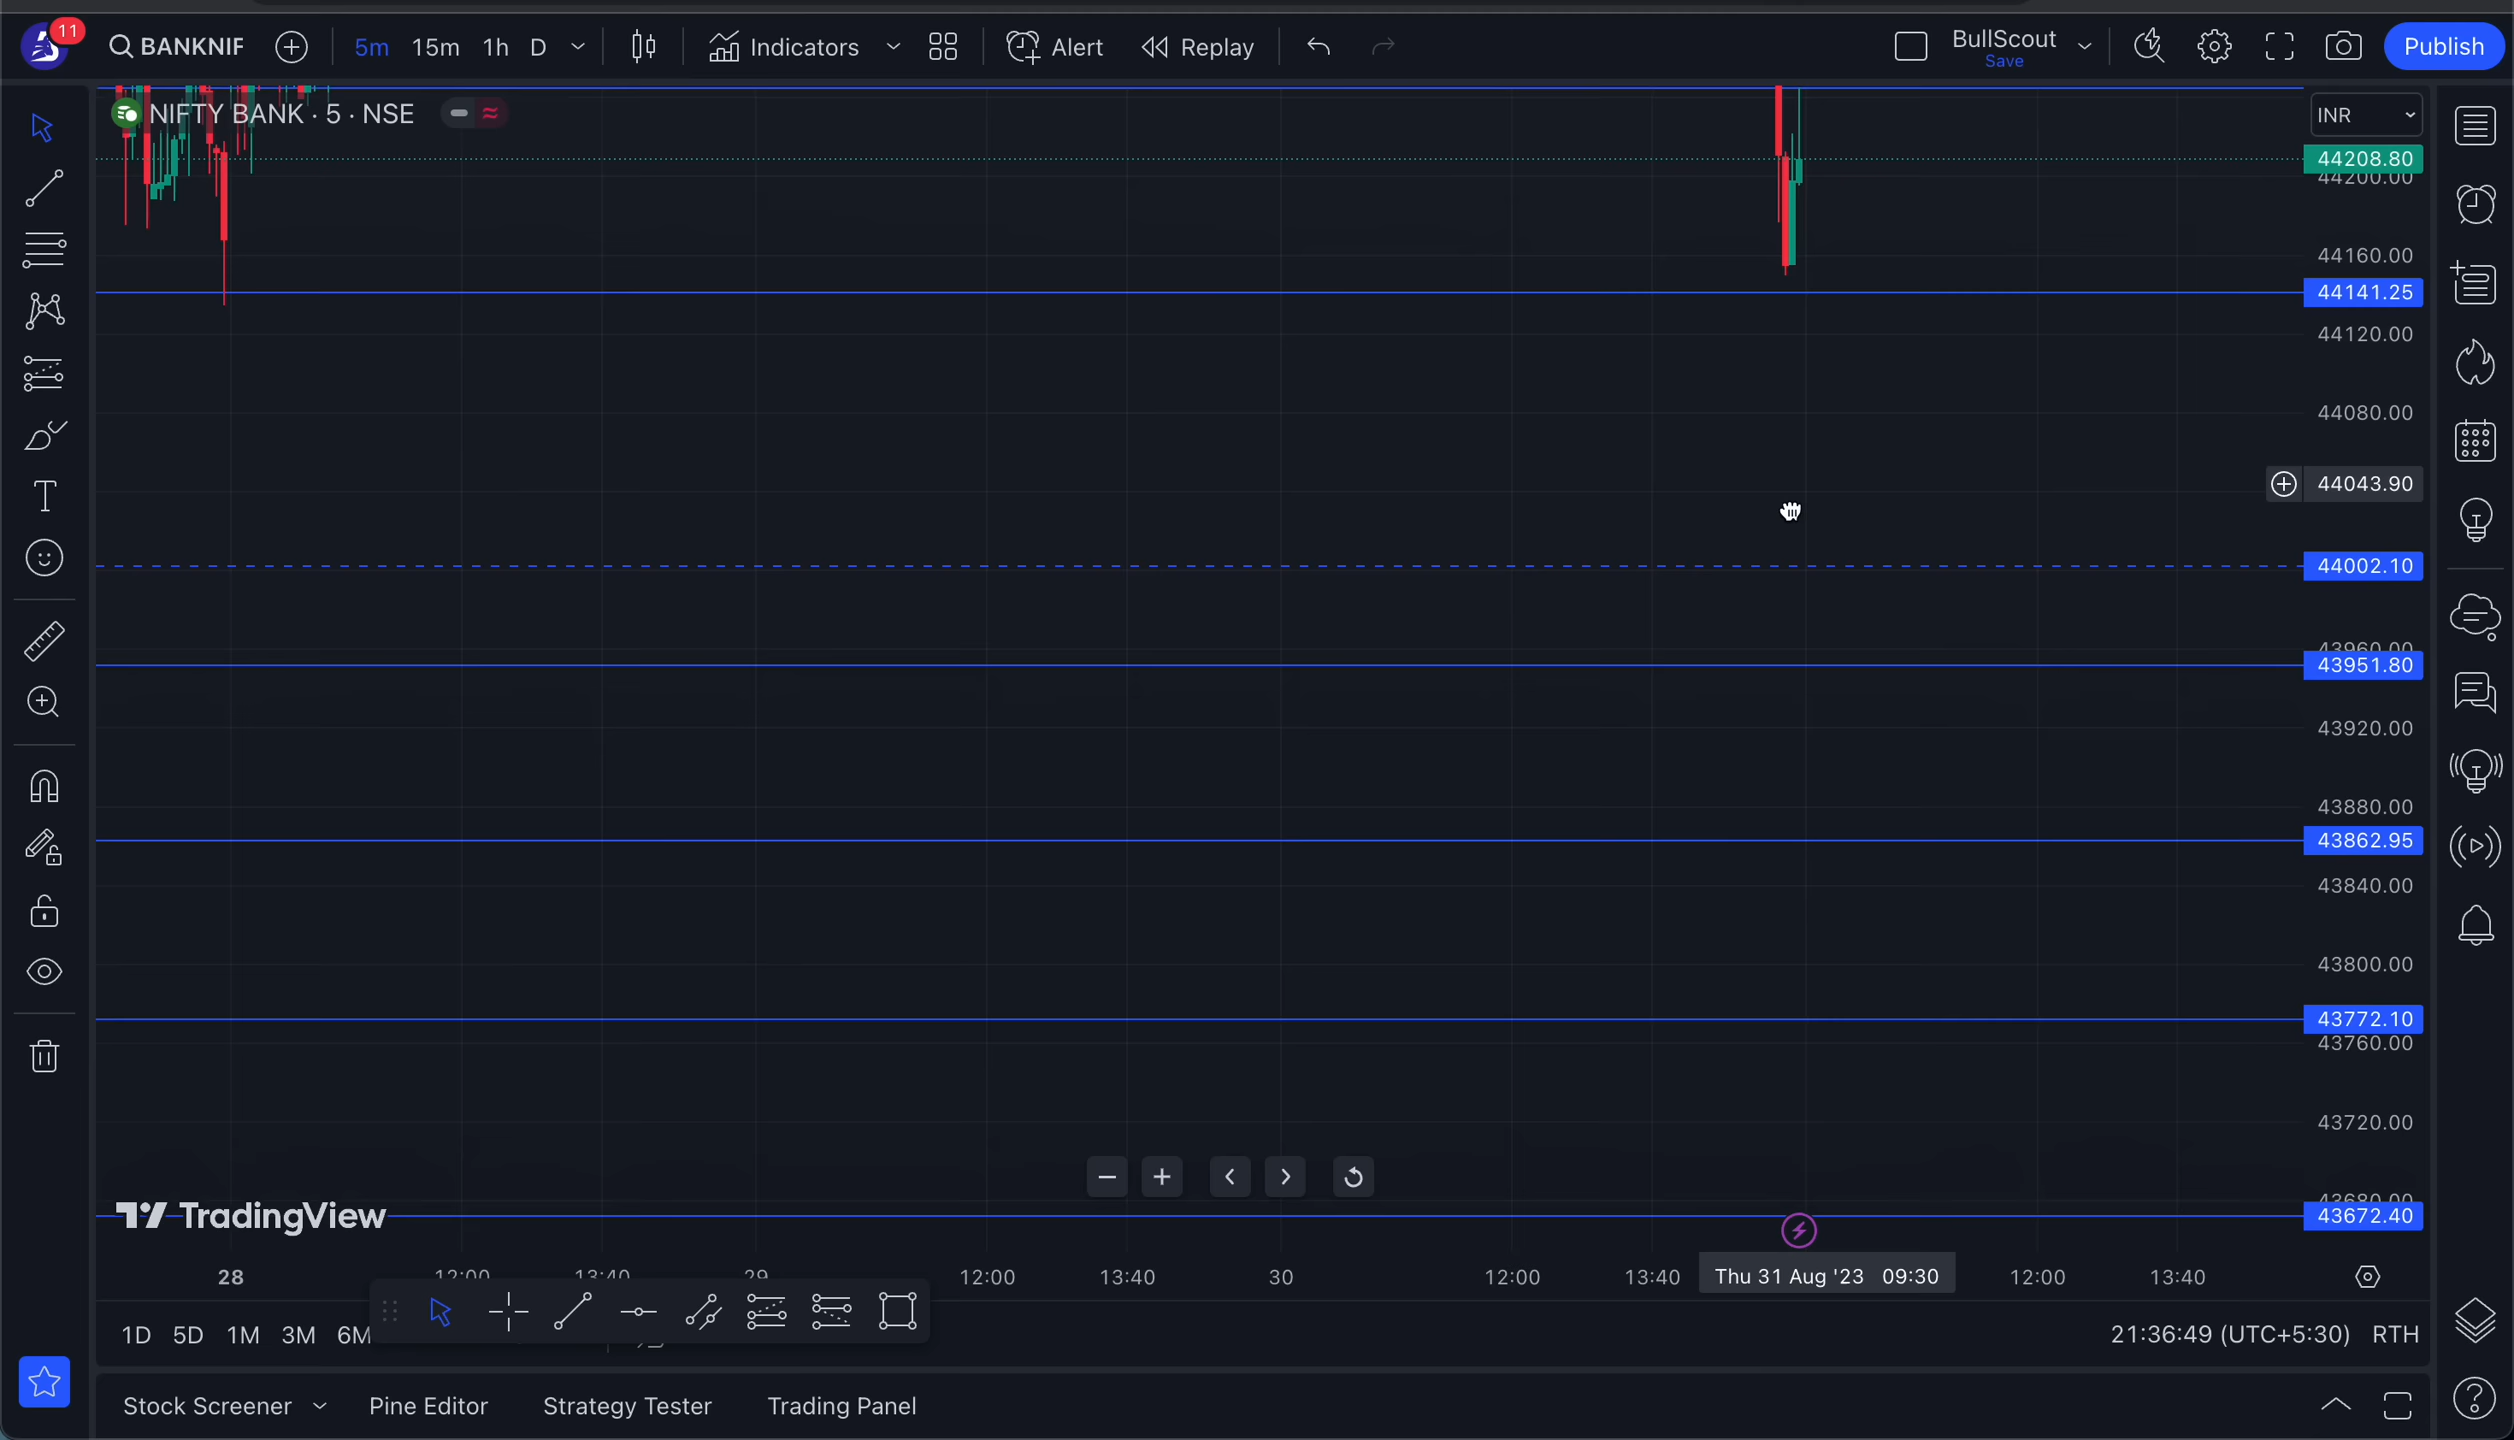 11
BANKNIF
5m 15m 1h D
Indicators
Alert
Replay
BullScout
Save
Publish
NIFTY BANK · 5 · NSE
INR
44208.80
44200.00
44160.00
44141.25
44120.00
44080.00
44043.90
44002.10
43960.00
43951.80
43920.00
43880.00
43862.95
43840.00
43800.00
43772.10
43760.00
43720.00
43680.00
43672.40
TradingView
28 12:00 13:40 29 12:00 13:40 30 12:00 13:40 Thu 31 Aug '23 09:30 12:00 13:40
1D 5D 1M 3M 6M
21:36:49 (UTC+5:30) RTH
Stock Screener Pine Editor Strategy Tester Trading Panel